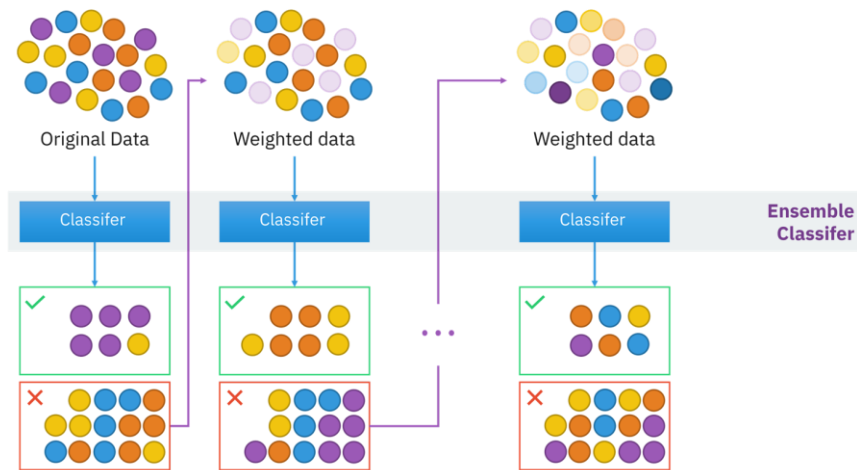 Original Data
Weighted data
Weighted data
Classifer
Classifer
Classifer
Ensemble
Classifer
...